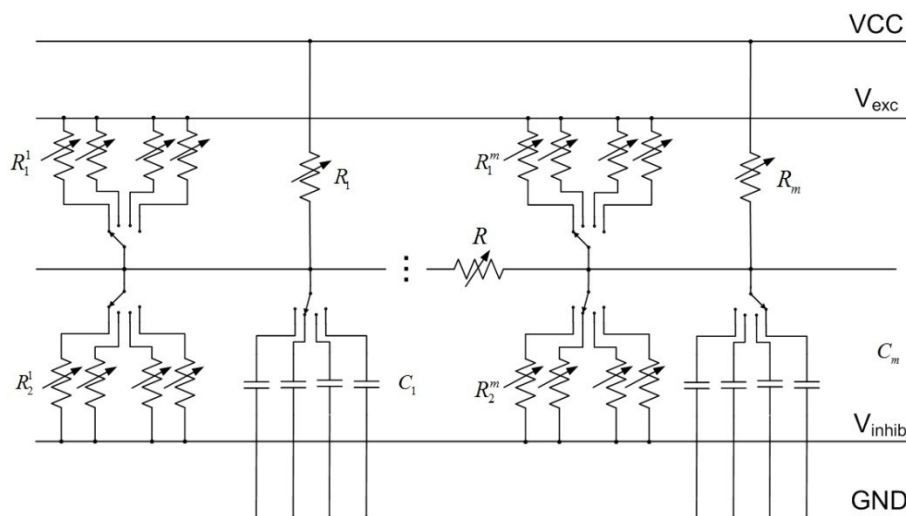 VCC
V_exc
R_1^1
R_1
R_1^m
R_m
R
⋮
R_2^1
C_1
R_2^m
C_m
V_inhib
GND